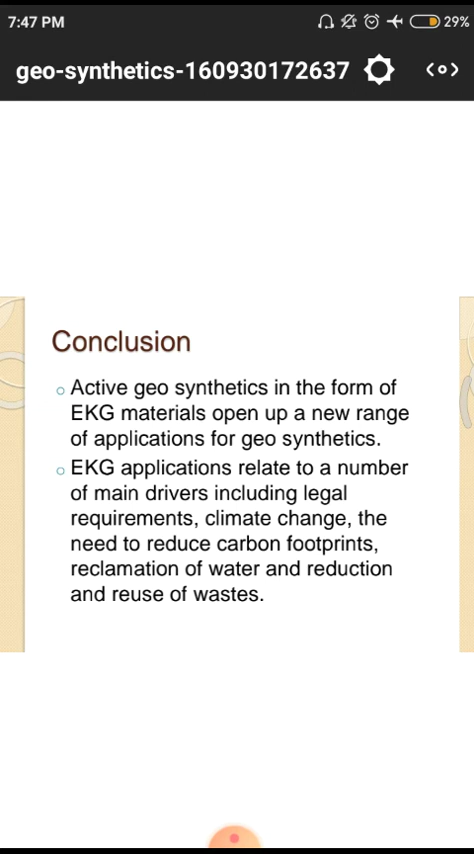 7:47 PM 29%
geo-synthetics-160930172637
Conclusion
Active geo synthetics in the form of
EKG materials open up a new range
of applications for geo synthetics.
EKG applications relate to a number
of main drivers including legal
requirements, climate change, the
need to reduce carbon footprints,
reclamation of water and reduction
and reuse of wastes.